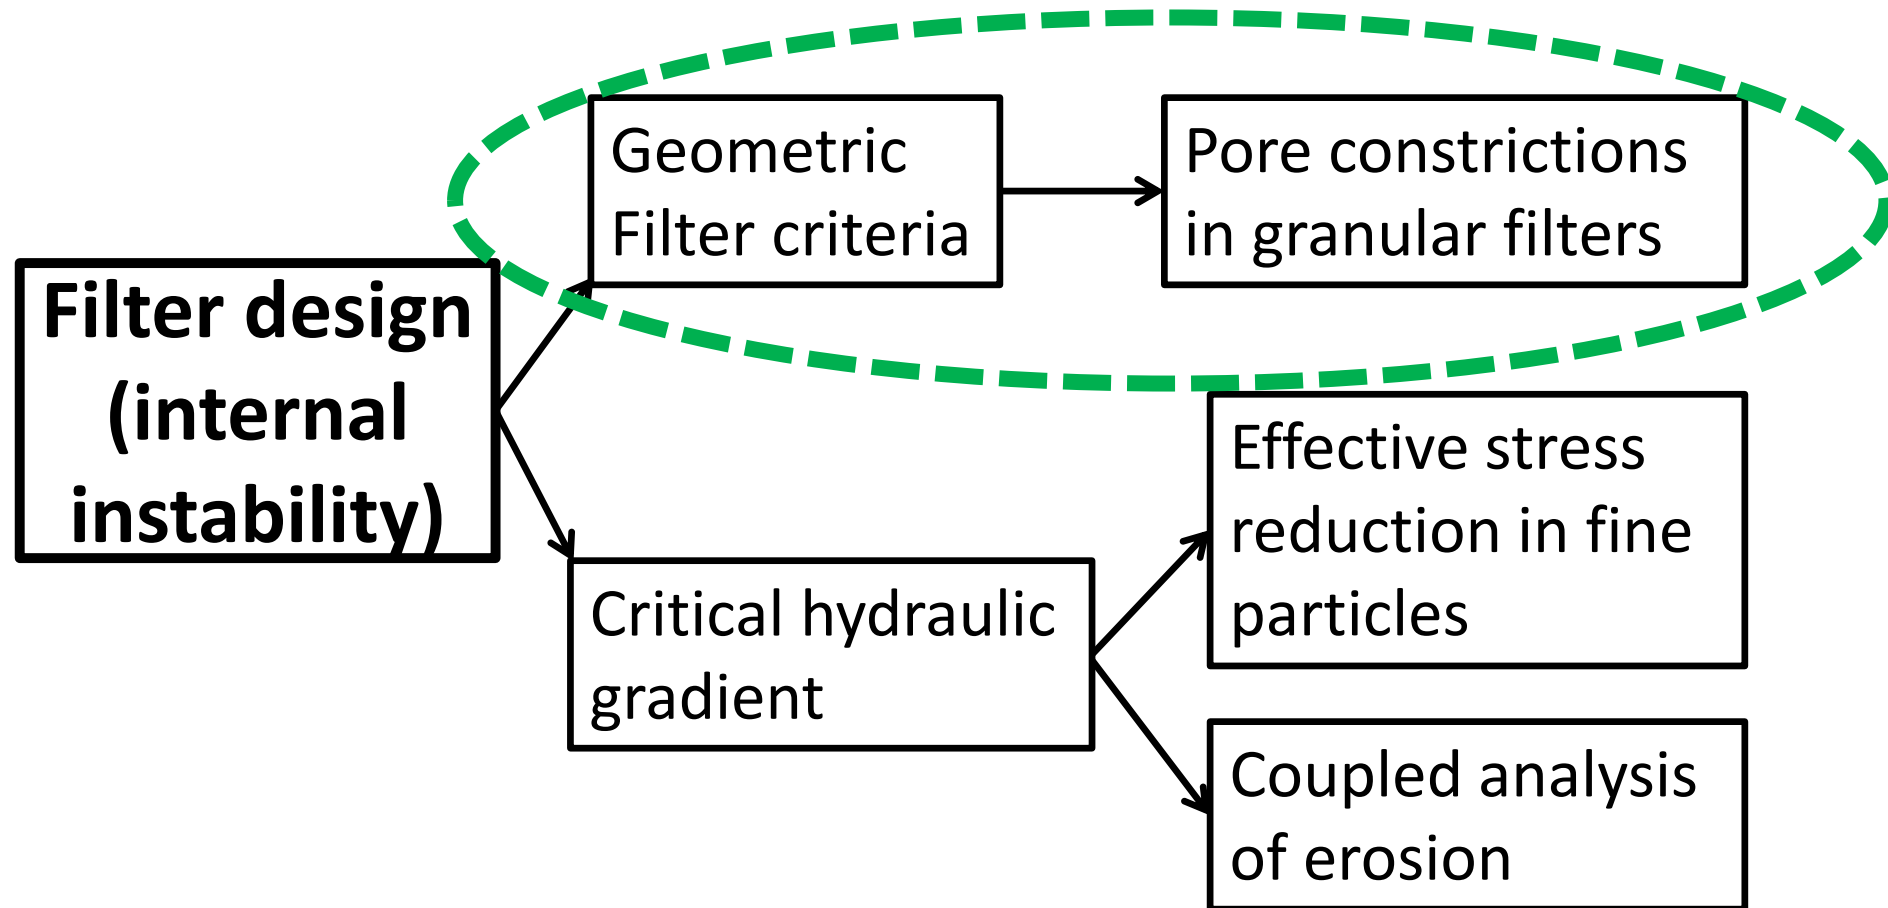 Filter design
(internal
instability)
Geometric
Filter criteria
Pore constrictions
in granular filters
Critical hydraulic
gradient
Effective stress
reduction in fine
particles
Coupled analysis
of erosion